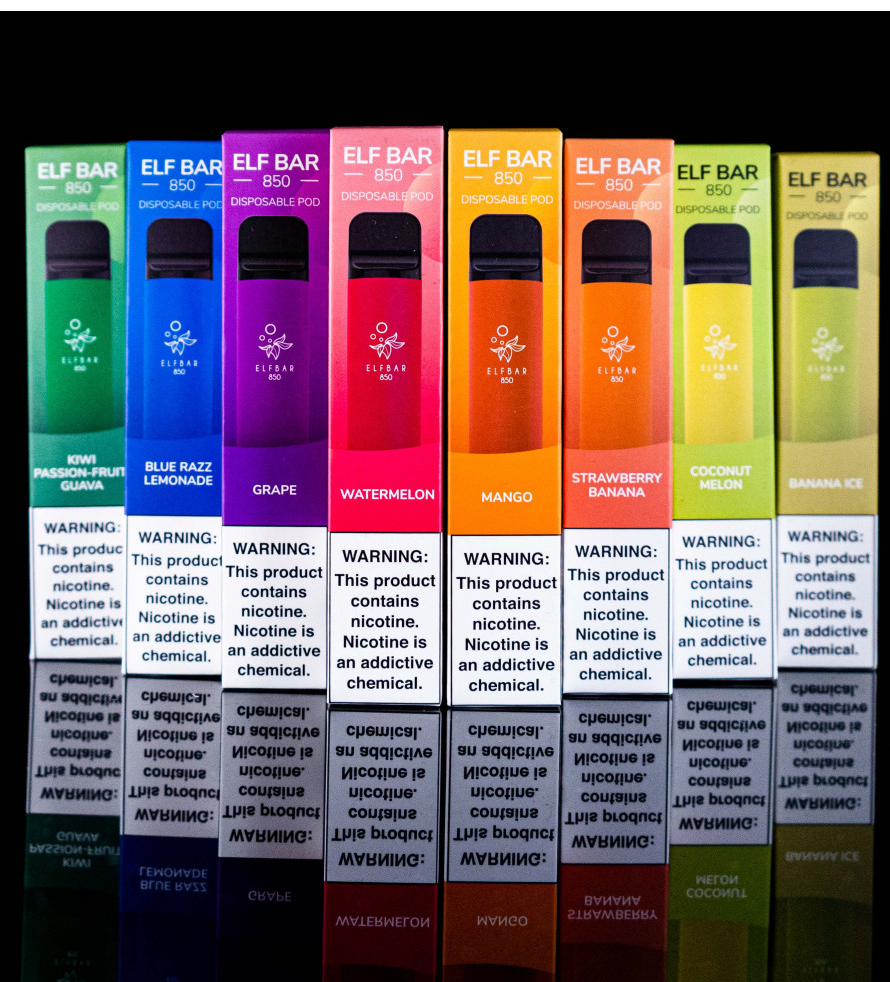 ELF BAR
850
DISPOSABLE POD
ELFBAR
850
KIWI
PASSION-FRUIT
GUAVA
WARNING:
This produc
contains
nicotine.
Nicotine is
an addictive
chemical.
ELF BAR
850
DISPOSABLE POD
ELFBAR
850
BLUE RAZZ
LEMONADE
WARNING:
This product
contains
nicotine.
Nicotine is
an addictive
chemical.
ELF BAR
850
DISPOSABLE POD
ELFBAR
850
GRAPE
WARNING:
This product
contains
nicotine.
Nicotine is
an addictive
chemical.
ELF BAR
850
DISPOSABLE POD
ELFBAR
850
WATERMELON
WARNING:
This product
contains
nicotine.
Nicotine is
an addictive
chemical.
ELF BAR
850
DISPOSABLE POD
ELFBAR
850
MANGO
WARNING:
This product
contains
nicotine.
Nicotine is
an addictive
chemical.
ELF BAR
850
DISPOSABLE POD
ELFBAR
850
STRAWBERRY
BANANA
WARNING:
This product
contains
nicotine.
Nicotine is
an addictive
chemical.
ELF BAR
850
DISPOSABLE POD
ELFBAR
850
COCONUT
MELON
WARNING:
This product
contains
nicotine.
Nicotine is
an addictive
chemical.
ELF BAR
850
DISPOSABLE POD
ELFBAR
850
BANANA ICE
WARNING:
This product
contains
nicotine.
Nicotine is
an addictive
chemical.